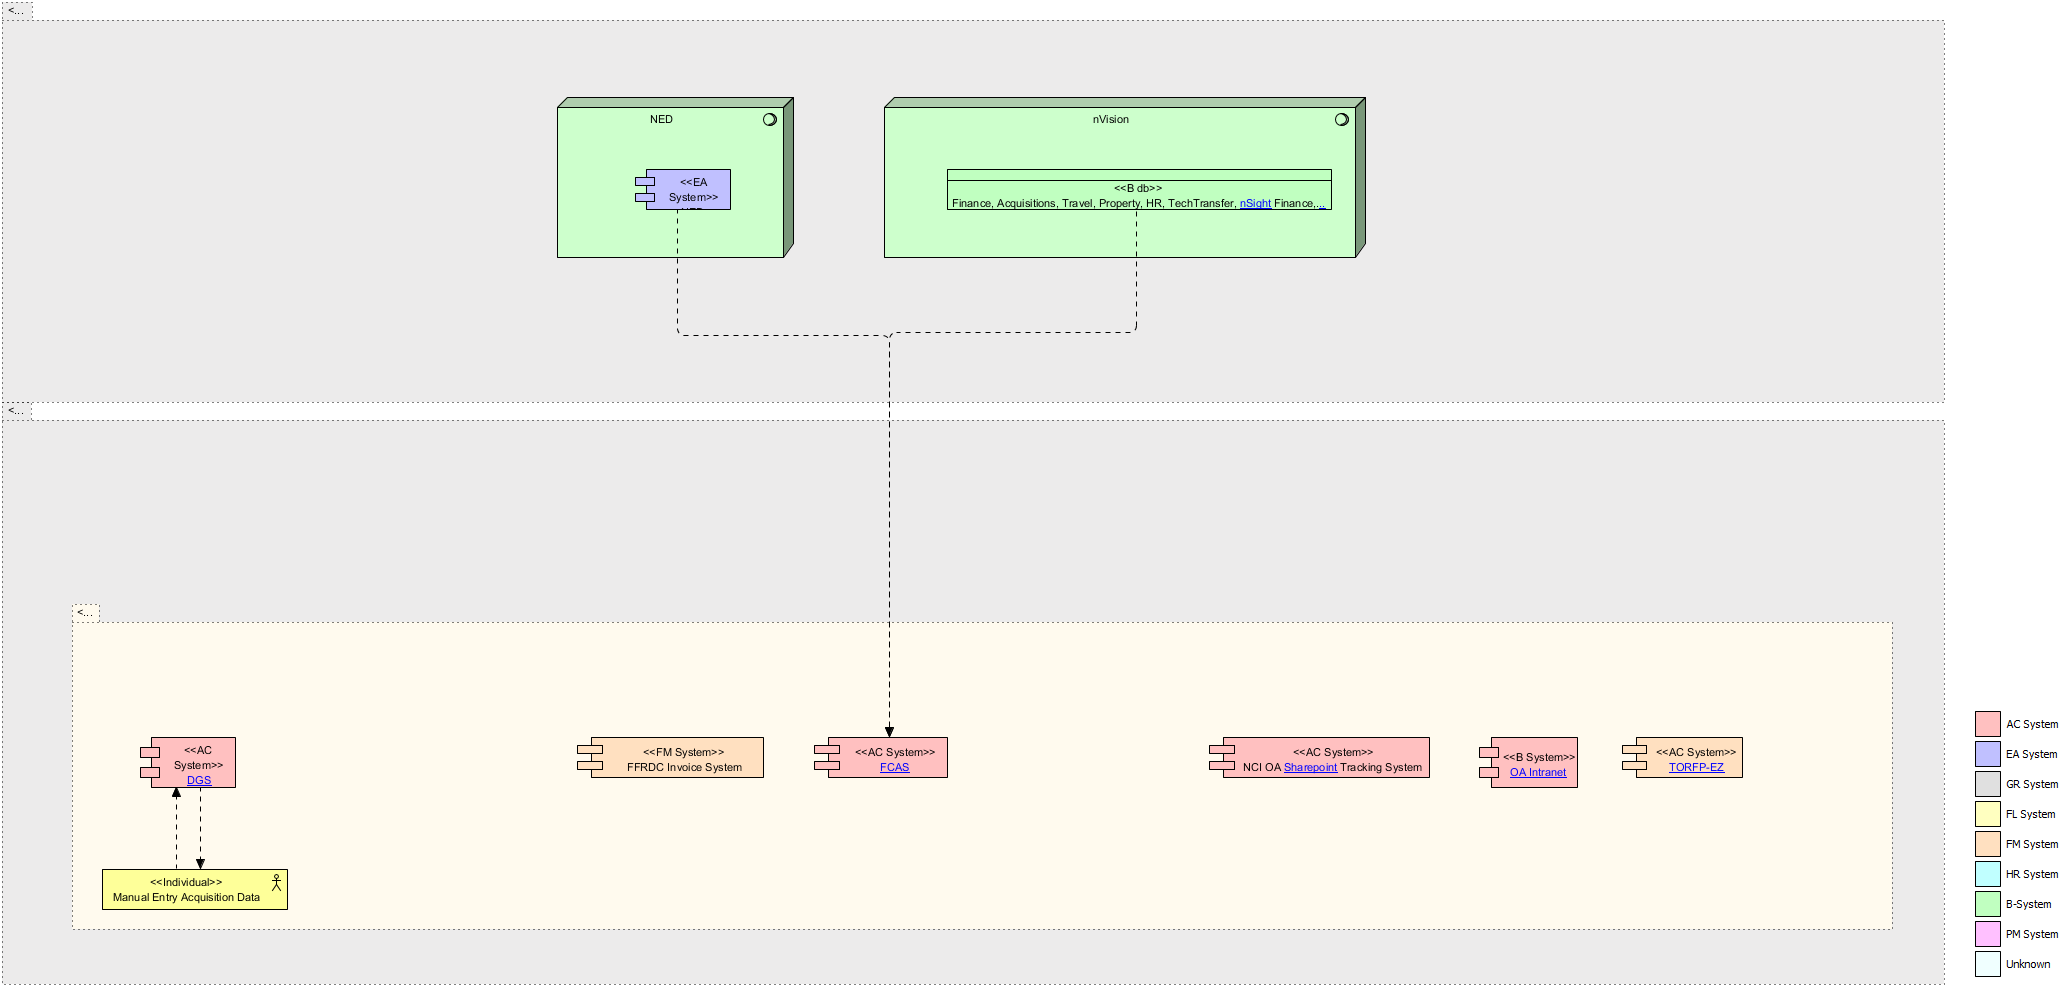 <...
NED
nVision
<<EA
System>>
<<B db>>
Finance, Acquisitions, Travel, Property, HR, TechTransfer, nSight Finance,...
<...
<...
<<AC
System>>
DGS
<<FM System>>
FFRDC Invoice System
<<AC System>>
FCAS
<<AC System>>
NCI OA Sharepoint Tracking System
<<B System>>
OA Intranet
<<AC System>>
TORFP-EZ
<<Individual>>
Manual Entry Acquisition Data
AC System
EA System
GR System
FL System
FM System
HR System
B-System
PM System
Unknown